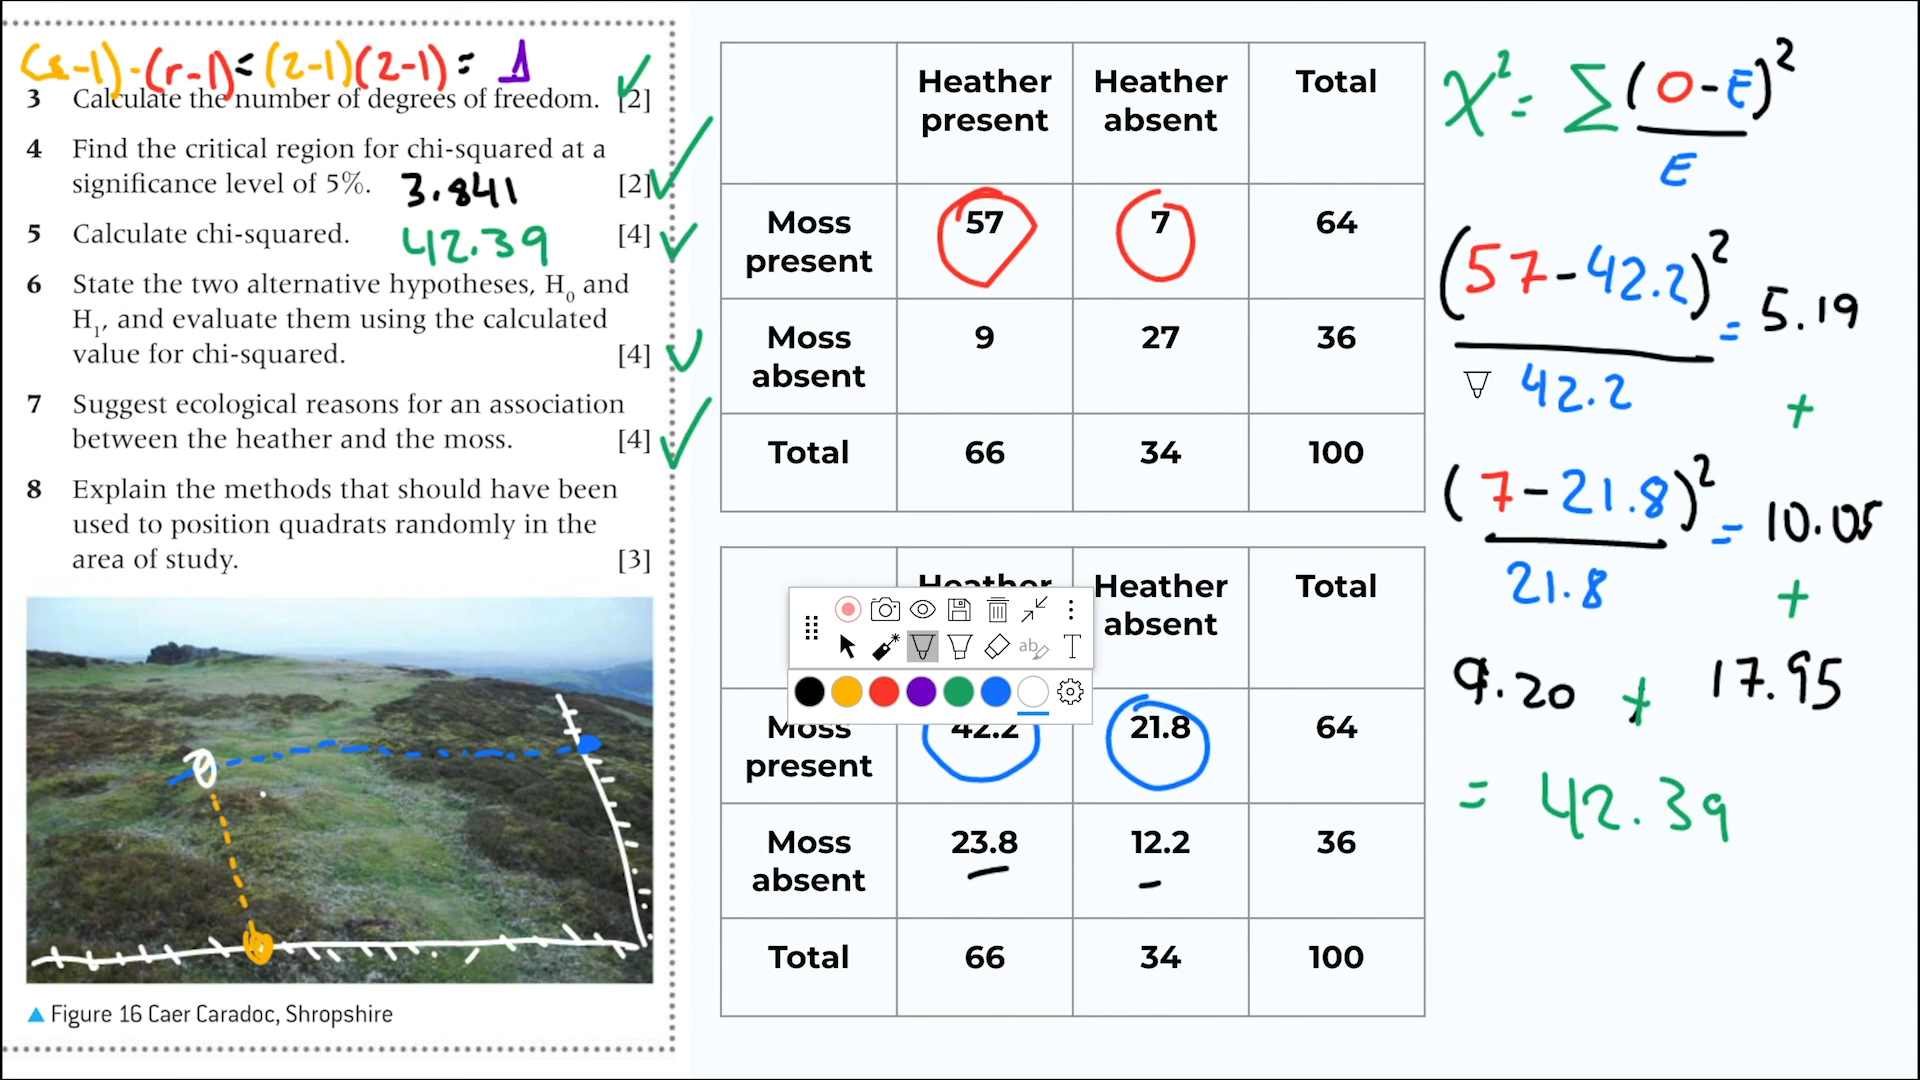 (c-1)·(r-1) = (2-1)(2-1) = 1
3 Calculate the number of degrees of freedom. [2]
4 Find the critical region for chi-squared at a
significance level of 5%. 3.841 [2]
5 Calculate chi-squared. 42.39 [4]
6 State the two alternative hypotheses, H₀ and
H₁, and evaluate them using the calculated
value for chi-squared. [4]
7 Suggest ecological reasons for an association
between the heather and the moss. [4]
8 Explain the methods that should have been
used to position quadrats randomly in the
area of study. [3]
▲ Figure 16 Caer Caradoc, Shropshire
Heather present Heather absent Total
Moss present 57 7 64
Moss absent 9 27 36
Total 66 34 100
Heather Heather absent Total
ab T
Moss present 42.2 21.8 64
Moss absent 23.8 12.2 36
Total 66 34 100
χ² = Σ (O-E)²
E
(57-42.2)² = 5.19
42.2
+
(7-21.8)² = 10.05
21.8
+
9.20 + 17.95
= 42.39